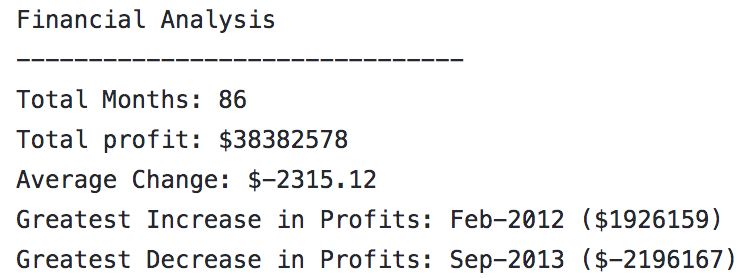 Financial Analysis
-------------------------------
Total Months: 86
Total profit: $38382578
Average Change: $-2315.12
Greatest Increase in Profits: Feb-2012 ($1926159)
Greatest Decrease in Profits: Sep-2013 ($-2196167)